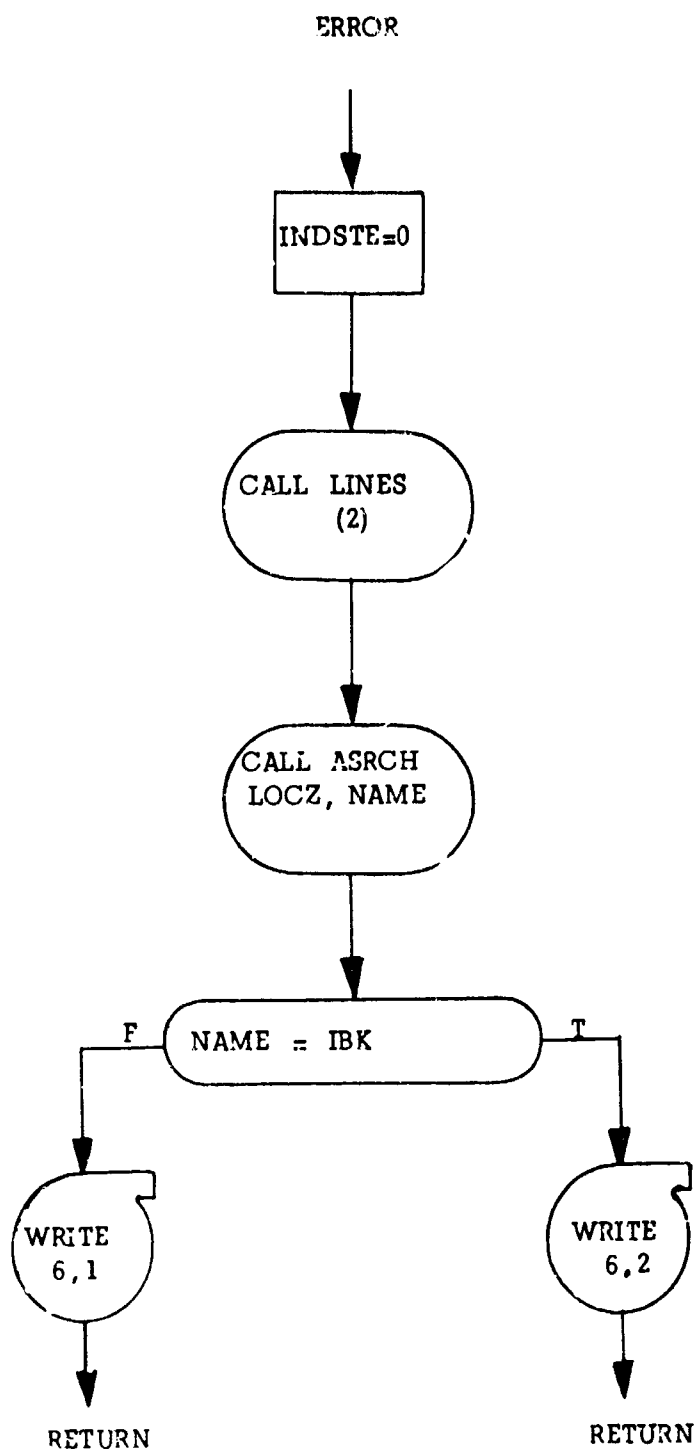 ERROR
INDSTE=0
CALL LINES
(2)
CALL ASRCH
LOCZ, NAME
F
NAME = IBK
T
WRITE
6,1
WRITE
6,2
RETURN
RETURN